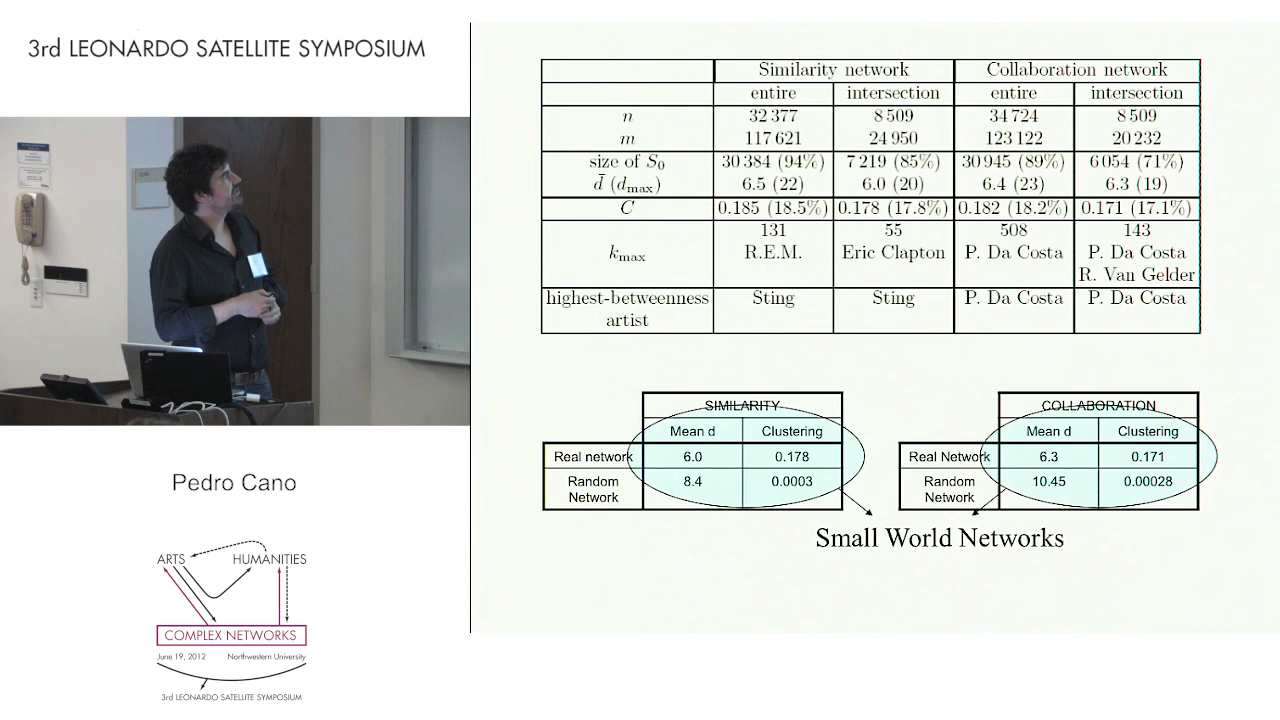 3rd LEONARDO SATELLITE SYMPOSIUM
Similarity network Collaboration network
entire intersection entire intersection
n 32 377 8 509 34 724 8 509
m 117 621 24 950 123 122 20 232
size of S₀ 30 384 (94%) 7 219 (85%) 30 945 (89%) 6 054 (71%)
d̄ (dmax) 6.5 (22) 6.0 (20) 6.4 (23) 6.3 (19)
C 0.185 (18.5%) 0.178 (17.8%) 0.182 (18.2%) 0.171 (17.1%)
131 55 508 143
kmax R.E.M. Eric Clapton P. Da Costa P. Da Costa
R. Van Gelder
highest-betweenness Sting Sting P. Da Costa P. Da Costa
artist
SIMILARITY
Mean d Clustering
Real network 6.0 0.178
Random 8.4 0.0003
Network
COLLABORATION
Mean d Clustering
Real Network 6.3 0.171
Random 10.45 0.00028
Network
Small World Networks
Pedro Cano
ARTS HUMANITIES
COMPLEX NETWORKS
June 19, 2012 Northwestern University
3rd LEONARDO SATELLITE SYMPOSIUM